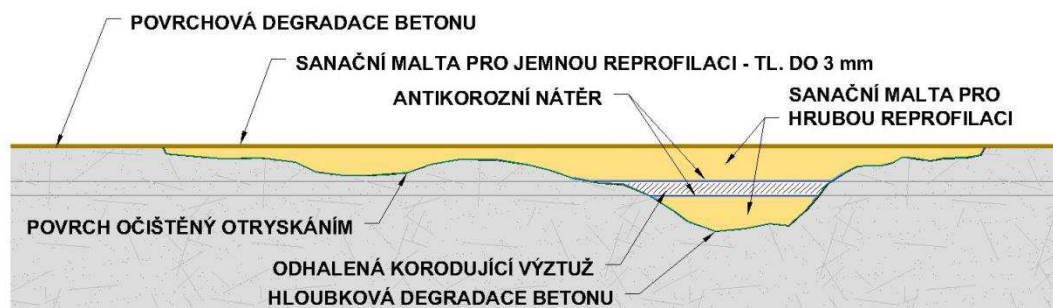 POVRCHOVÁ DEGRADACE BETONU
SANAČNÍ MALTA PRO JEMNOU REPROFILACI - TL. DO 3 mm
ANTIKOROZNÍ NÁTĚR
SANAČNÍ MALTA PRO
HRUBOU REPROFILACI
POVRCH OČIŠTĚNÝ OTRYSKÁNÍM
ODHALENÁ KORODUJÍCÍ VÝZTUŽ
HLOUBKOVÁ DEGRADACE BETONU